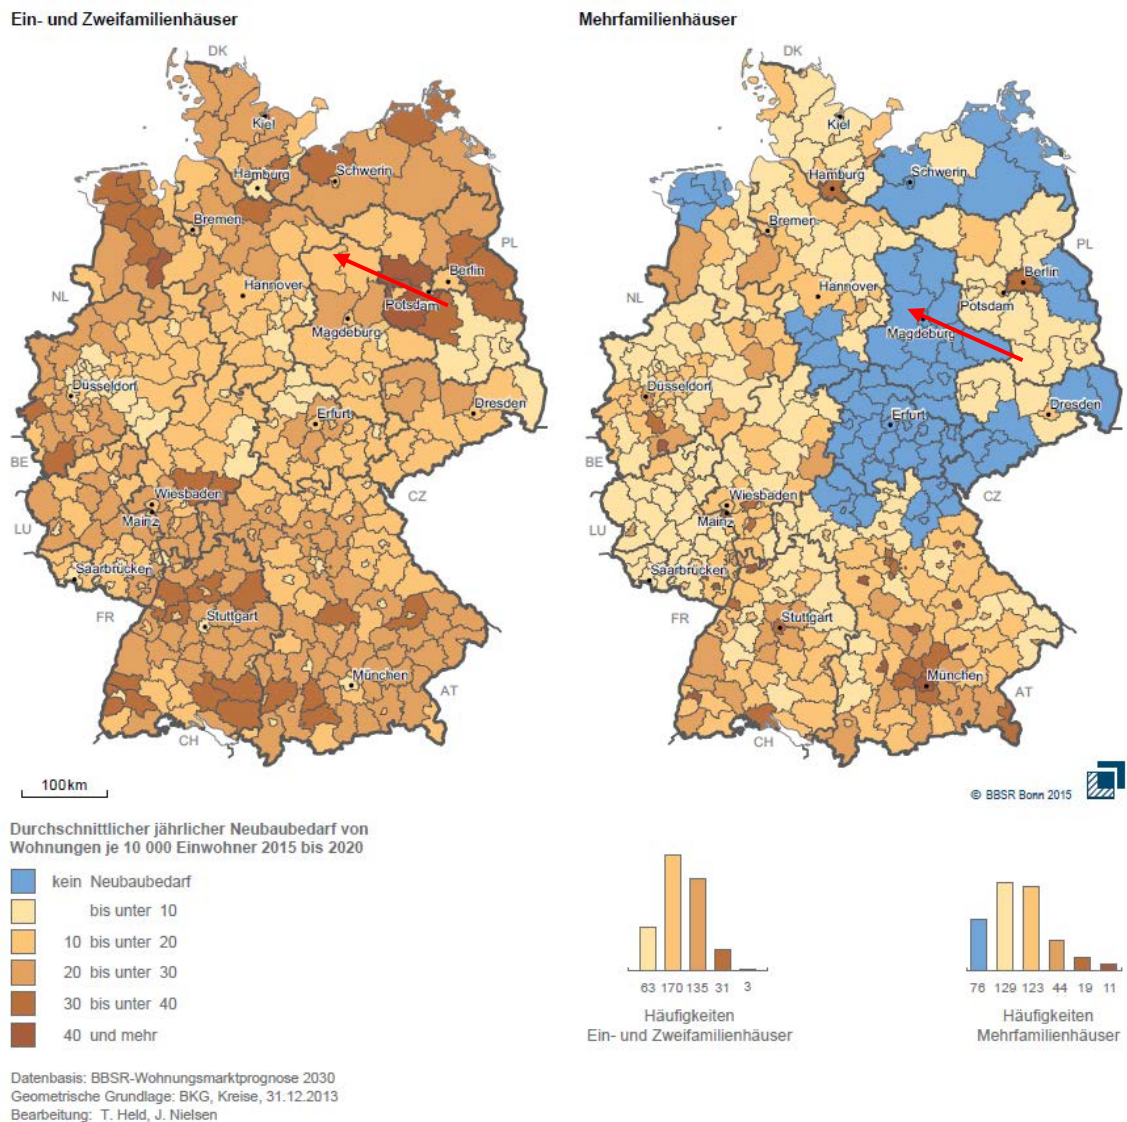 Ein- und Zweifamilienhäuser
DK
Kiel
Hamburg
Schwerin
Bremen
PL
Berlin
NL
Hannover
Potsdam
Magdeburg
Düsseldorf
Erfurt
Dresden
BE
Wiesbaden
CZ
LU
Mainz
Saarbrücken
FR
Stuttgart
München
AT
CH
100km
Mehrfamilienhäuser
DK
Kiel
Hamburg
Schwerin
Bremen
PL
Berlin
NL
Hannover
Potsdam
Magdeburg
Düsseldorf
Dresden
Erfurt
BE
Wiesbaden
CZ
LU
Mainz
Saarbrücken
FR
Stuttgart
München
AT
CH
© BBSR Bonn 2015
Durchschnittlicher jährlicher Neubaubedarf von
Wohnungen je 10 000 Einwohner 2015 bis 2020
kein Neubaubedarf
bis unter 10
10 bis unter 20
20 bis unter 30
30 bis unter 40
40 und mehr
63 170 135 31 3
Häufigkeiten
Ein- und Zweifamilienhäuser
76 129 123 44 19 11
Häufigkeiten
Mehrfamilienhäuser
Datenbasis: BBSR-Wohnungsmarktprognose 2030
Geometrische Grundlage: BKG, Kreise, 31.12.2013
Bearbeitung: T. Held, J. Nielsen